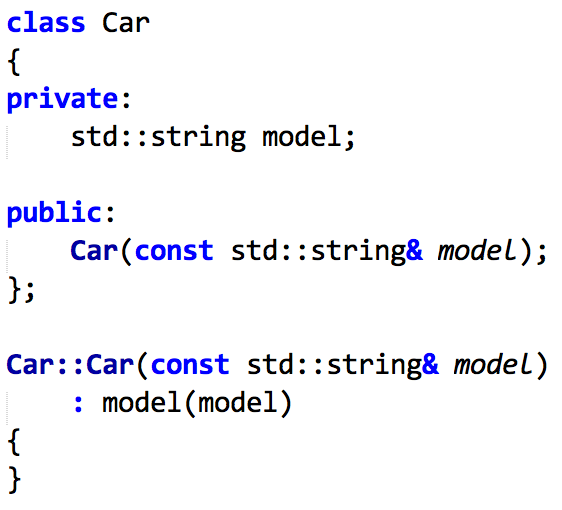 class Car
{
private:
    std::string model;

public:
    Car(const std::string& model);
};

Car::Car(const std::string& model)
    : model(model)
{
}